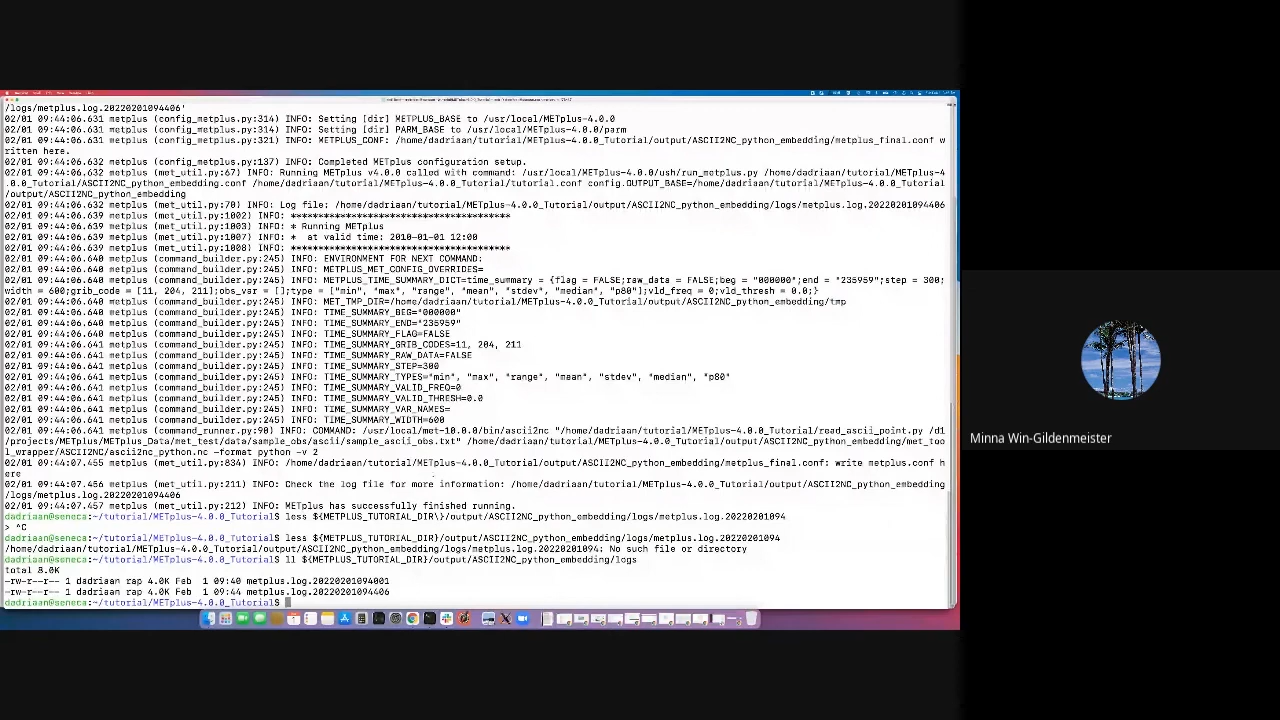 /logs/metplus.log.20220201094406'
02/01 09:44:06.631 metplus (config_metplus.py:314) INFO: Setting [dir] METPLUS_BASE to /usr/local/METplus-4.0.0
02/01 09:44:06.631 metplus (config_metplus.py:314) INFO: Setting [dir] PARM_BASE to /usr/local/METplus-4.0.0/parm
02/01 09:44:06.631 metplus (config_metplus.py:321) INFO: METPLUS_CONF: /home/dadriaan/tutorial/METplus-4.0.0_Tutorial/output/ASCII2NC_python_embedding/metplus_final.conf w
ritten here.
02/01 09:44:06.632 metplus (config_metplus.py:137) INFO: Completed METplus configuration setup.
02/01 09:44:06.632 metplus (met_util.py:67) INFO: Running METplus v4.0.0 called with command: /usr/local/METplus-4.0.0/ush/run_metplus.py /home/dadriaan/tutorial/METplus-4
.0.0_Tutorial/ASCII2NC_python_embedding.conf /home/dadriaan/tutorial/METplus-4.0.0_Tutorial/tutorial.conf config.OUTPUT_BASE=/home/dadriaan/tutorial/METplus-4.0.0_Tutorial
/output/ASCII2NC_python_embedding
02/01 09:44:06.632 metplus (met_util.py:70) INFO: Log file: /home/dadriaan/tutorial/METplus-4.0.0_Tutorial/output/ASCII2NC_python_embedding/logs/metplus.log.20220201094406
02/01 09:44:06.639 metplus (met_util.py:1002) INFO: ****************************************
02/01 09:44:06.639 metplus (met_util.py:1003) INFO: * Running METplus
02/01 09:44:06.639 metplus (met_util.py:1007) INFO: *  at valid time: 2010-01-01 12:00
02/01 09:44:06.639 metplus (met_util.py:1008) INFO: ****************************************
02/01 09:44:06.640 metplus (command_builder.py:245) INFO: ENVIRONMENT FOR NEXT COMMAND:
02/01 09:44:06.640 metplus (command_builder.py:245) INFO: METPLUS_MET_CONFIG_OVERRIDES=
02/01 09:44:06.640 metplus (command_builder.py:245) INFO: METPLUS_TIME_SUMMARY_DICT=time_summary = {flag = FALSE;raw_data = FALSE;beg = "000000";end = "235959";step = 300;
width = 600;grib_code = [11, 204, 211];obs_var = [];type = ["min", "max", "range", "mean", "stdev", "median", "p80"];vld_freq = 0;vld_thresh = 0.0;}
02/01 09:44:06.640 metplus (command_builder.py:245) INFO: MET_TMP_DIR=/home/dadriaan/tutorial/METplus-4.0.0_Tutorial/output/ASCII2NC_python_embedding/tmp
02/01 09:44:06.640 metplus (command_builder.py:245) INFO: TIME_SUMMARY_BEG="000000"
02/01 09:44:06.640 metplus (command_builder.py:245) INFO: TIME_SUMMARY_END="235959"
02/01 09:44:06.640 metplus (command_builder.py:245) INFO: TIME_SUMMARY_FLAG=FALSE
02/01 09:44:06.641 metplus (command_builder.py:245) INFO: TIME_SUMMARY_GRIB_CODES=11, 204, 211
02/01 09:44:06.641 metplus (command_builder.py:245) INFO: TIME_SUMMARY_RAW_DATA=FALSE
02/01 09:44:06.641 metplus (command_builder.py:245) INFO: TIME_SUMMARY_STEP=300
02/01 09:44:06.641 metplus (command_builder.py:245) INFO: TIME_SUMMARY_TYPES="min", "max", "range", "mean", "stdev", "median", "p80"
02/01 09:44:06.641 metplus (command_builder.py:245) INFO: TIME_SUMMARY_VALID_FREQ=0
02/01 09:44:06.641 metplus (command_builder.py:245) INFO: TIME_SUMMARY_VALID_THRESH=0.0
02/01 09:44:06.641 metplus (command_builder.py:245) INFO: TIME_SUMMARY_VAR_NAMES=
02/01 09:44:06.641 metplus (command_builder.py:245) INFO: TIME_SUMMARY_WIDTH=600
02/01 09:44:06.641 metplus (command_runner.py:90) INFO: COMMAND: /usr/local/met-10.0.0/bin/ascii2nc "/home/dadriaan/tutorial/METplus-4.0.0_Tutorial/read_ascii_point.py /d1
/projects/METplus/METplus_Data/met_test/data/sample_obs/ascii/sample_ascii_obs.txt" /home/dadriaan/tutorial/METplus-4.0.0_Tutorial/output/ASCII2NC_python_embedding/met_too
l_wrapper/ASCII2NC/ascii2nc_python.nc -format python -v 2
02/01 09:44:07.455 metplus (met_util.py:834) INFO: /home/dadriaan/tutorial/METplus-4.0.0_Tutorial/output/ASCII2NC_python_embedding/metplus_final.conf: write metplus.conf h
ere
02/01 09:44:07.456 metplus (met_util.py:211) INFO: Check the log file for more information: /home/dadriaan/tutorial/METplus-4.0.0_Tutorial/output/ASCII2NC_python_embedding
/logs/metplus.log.20220201094406
02/01 09:44:07.457 metplus (met_util.py:212) INFO: METplus has successfully finished running.
dadriaan@seneca:~/tutorial/METplus-4.0.0_Tutorial$ less ${METPLUS_TUTORIAL_DIR\}/output/ASCII2NC_python_embedding/logs/metplus.log.20220201094
> ^C
dadriaan@seneca:~/tutorial/METplus-4.0.0_Tutorial$ less ${METPLUS_TUTORIAL_DIR}/output/ASCII2NC_python_embedding/logs/metplus.log.20220201094
/home/dadriaan/tutorial/METplus-4.0.0_Tutorial/output/ASCII2NC_python_embedding/logs/metplus.log.20220201094: No such file or directory
dadriaan@seneca:~/tutorial/METplus-4.0.0_Tutorial$ ll ${METPLUS_TUTORIAL_DIR}/output/ASCII2NC_python_embedding/logs
total 8.0K
-rw-r--r-- 1 dadriaan rap 4.0K Feb  1 09:40 metplus.log.20220201094001
-rw-r--r-- 1 dadriaan rap 4.0K Feb  1 09:44 metplus.log.20220201094406
dadriaan@seneca:~/tutorial/METplus-4.0.0_Tutorial$
Minna Win-Gildenmeister